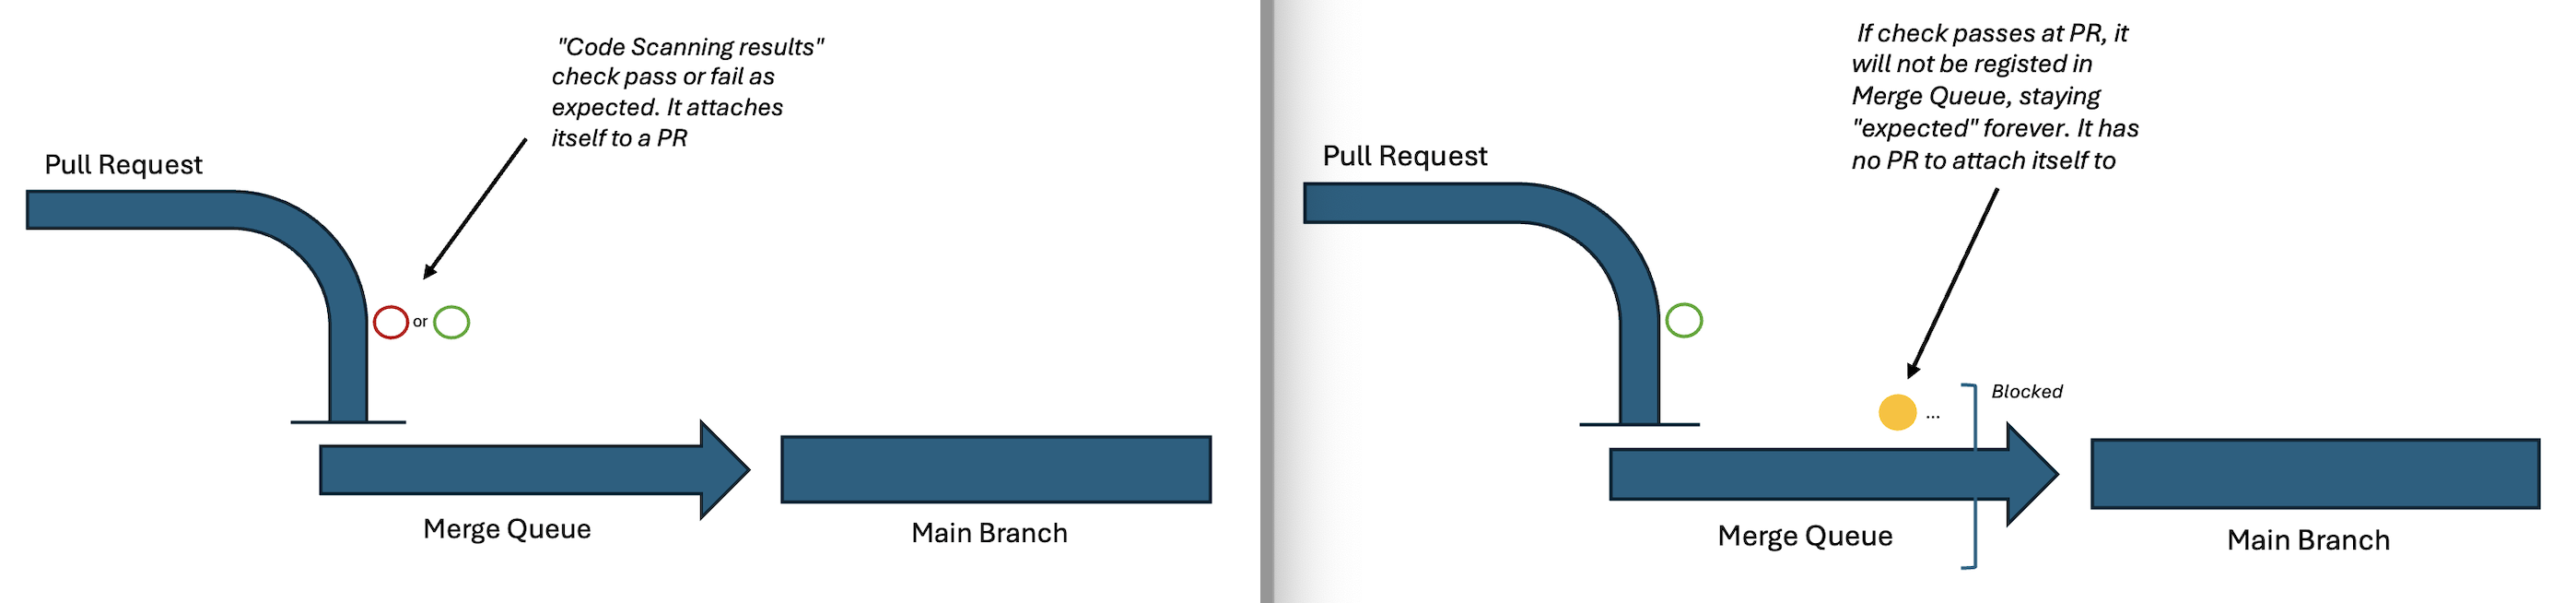 "Code Scanning results"
check pass or fail as
expected. It attaches
itself to a PR
Pull Request
or
Merge Queue
Main Branch
If check passes at PR, it
will not be registed in
Merge Queue, staying
"expected" forever. It has
no PR to attach itself to
Pull Request
Blocked
...
Merge Queue
Main Branch